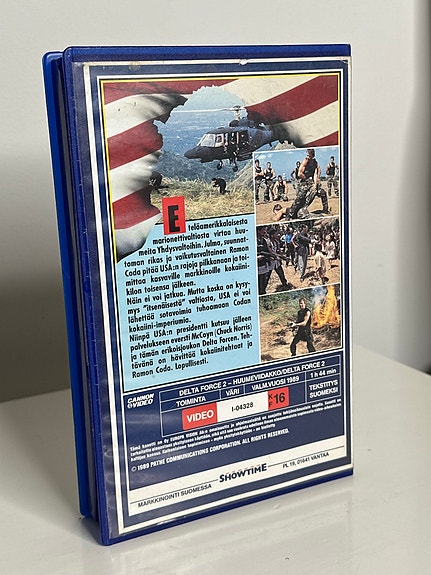 Eteläamerikkalaisesta
marionettivaltiosta virtaa huu-
meita Yhdysvaltoihin. Julma, suunnat-
toman rikas ja vaikutusvaltainen Ramon
Coda pitää USA:n rajoja pilkkanaan ja toi-
mittaa kasvaville markkinoille kokaiini-
kilon toisensa jälkeen.
Näin ei voi jatkua. Mutta koska on kysy-
mys "itsenäisestä" valtiosta, USA ei voi
lähettää sotavoimia tuhoamaan Codan
kokaiini-imperiumia.
Niinpä USA:n presidentti kutsuu jälleen
palvelukseen eversti McCoyn (Chuck Norris)
ja tämän erikoisjoukon Delta Forcen. Teh-
tävänä on hävittää kokaiinitehtaat ja
Ramon Coda. Lopullisesti.
CANNON VIDEO
DELTA FORCE 2 – HUUMEVIIDAKKO/DELTA FORCE 2
TOIMINTA VÄRI VALM.VUOSI 1989 1 h 44 min
VIDEO I-04328 16 TEKSTITYS
SUOMEKSI
© 1989 PATHE COMMUNICATIONS CORPORATION. ALL RIGHTS RESERVED.
MARKKINOINTI SUOMESSA SHOWTIME PL 19, 01641 VANTAA